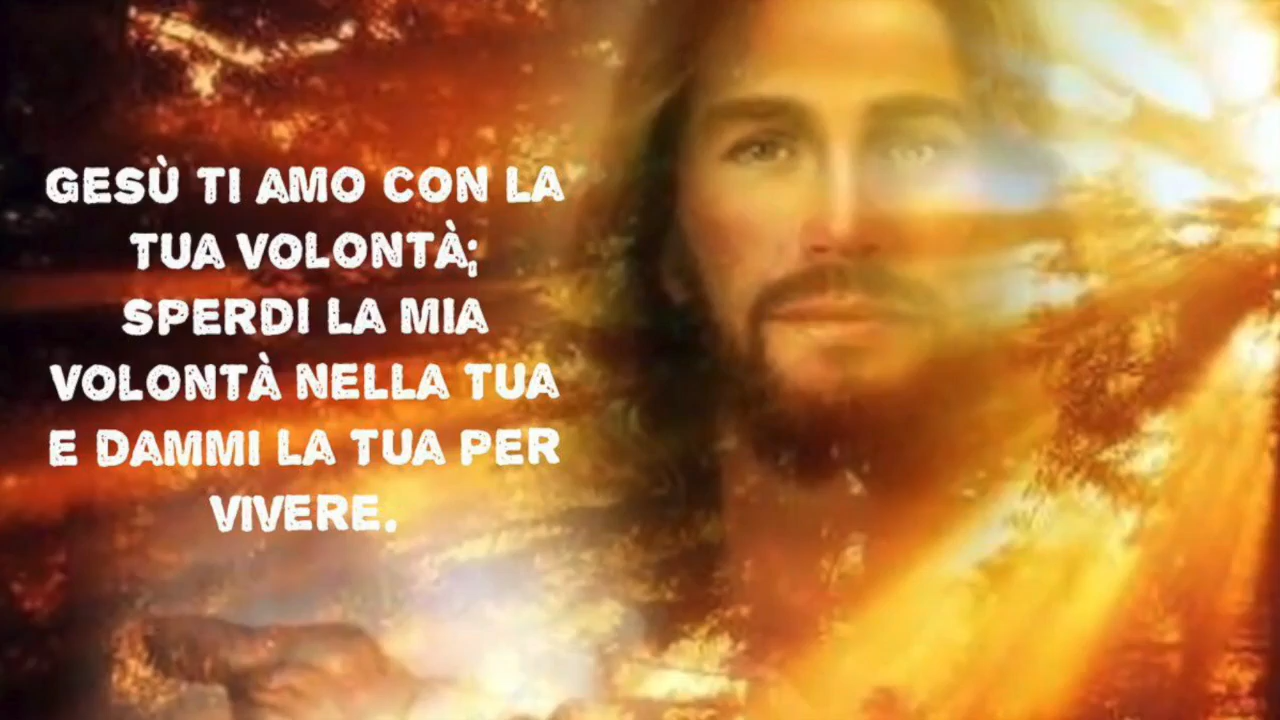 GESÙ TI AMO CON LA
TUA VOLONTÀ;
SPERDI LA MIA
VOLONTÀ NELLA TUA
E DAMMI LA TUA PER
VIVERE.